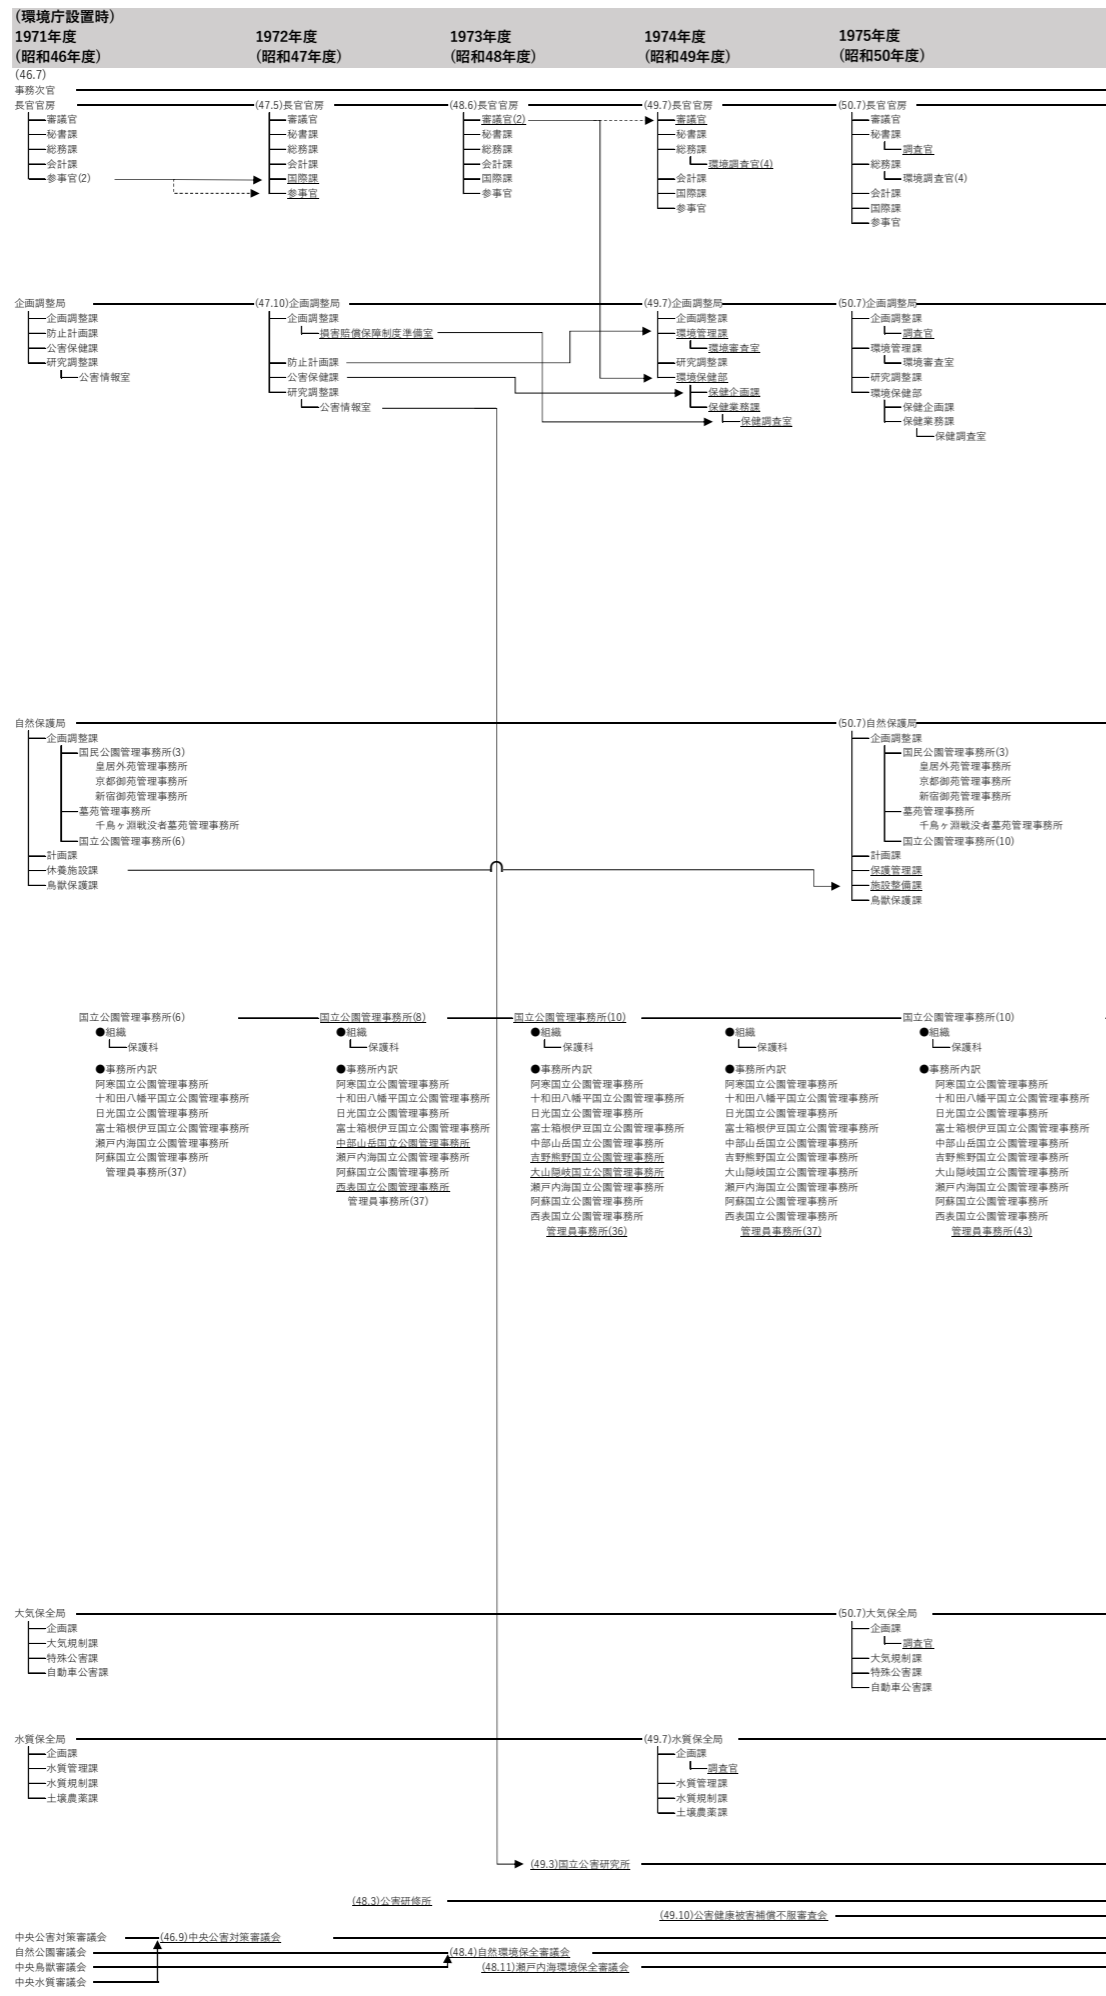 (環境庁設置時)
1971年度 1972年度 1973年度 1974年度 1975年度
(昭和46年度) (昭和47年度) (昭和48年度) (昭和49年度) (昭和50年度)
(46.7)
事務次官
長官官房 (47.5)長官官房 (48.6)長官官房 (49.7)長官官房 (50.7)長官官房
審議官 審議官 審議官(2) 審議官 審議官
秘書課 秘書課 秘書課 秘書課 秘書課
総務課 総務課 総務課 総務課 調査官
会計課 会計課 会計課 環境調査官(4) 総務課
参事官(2) 国際課 国際課 会計課 環境調査官(4)
参事官 参事官 国際課 会計課
参事官 国際課
参事官
企画調整局 (47.10)企画調整局 (49.7)企画調整局 (50.7)企画調整局
企画調整課 企画調整課 企画調整課 企画調整課
防止計画課 損害賠償保障制度準備室 環境管理課 調査官
公害保健課 環境審査室 環境管理課
研究調整課 防止計画課 研究調整課 環境審査室
公害情報室 公害保健課 環境保健部 研究調整課
研究調整課 保健企画課 環境保健部
公害情報室 保健業務課 保健企画課
保健調査室 保健業務課
保健調査室
自然保護局 (50.7)自然保護局
企画調整課 企画調整課
国民公園管理事務所(3) 国民公園管理事務所(3)
皇居外苑管理事務所 皇居外苑管理事務所
京都御苑管理事務所 京都御苑管理事務所
新宿御苑管理事務所 新宿御苑管理事務所
墓苑管理事務所 墓苑管理事務所
千鳥ヶ淵戦没者墓苑管理事務所 千鳥ヶ淵戦没者墓苑管理事務所
国立公園管理事務所(6) 国立公園管理事務所(10)
計画課 計画課
休養施設課 保護管理課
鳥獣保護課 施設整備課
鳥獣保護課
国立公園管理事務所(6) 国立公園管理事務所(8) 国立公園管理事務所(10) 国立公園管理事務所(10)
●組織 ●組織 ●組織 ●組織 ●組織
保護科 保護科 保護科 保護科 保護科
●事務所内訳 ●事務所内訳 ●事務所内訳 ●事務所内訳 ●事務所内訳
阿寒国立公園管理事務所 阿寒国立公園管理事務所 阿寒国立公園管理事務所 阿寒国立公園管理事務所 阿寒国立公園管理事務所
十和田八幡平国立公園管理事務所 十和田八幡平国立公園管理事務所 十和田八幡平国立公園管理事務所 十和田八幡平国立公園管理事務所 十和田八幡平国立公園管理事務所
日光国立公園管理事務所 日光国立公園管理事務所 日光国立公園管理事務所 日光国立公園管理事務所 日光国立公園管理事務所
富士箱根伊豆国立公園管理事務所 富士箱根伊豆国立公園管理事務所 富士箱根伊豆国立公園管理事務所 富士箱根伊豆国立公園管理事務所 富士箱根伊豆国立公園管理事務所
瀬戸内海国立公園管理事務所 中部山岳国立公園管理事務所 中部山岳国立公園管理事務所 中部山岳国立公園管理事務所 中部山岳国立公園管理事務所
阿蘇国立公園管理事務所 瀬戸内海国立公園管理事務所 吉野熊野国立公園管理事務所 吉野熊野国立公園管理事務所 吉野熊野国立公園管理事務所
管理員事務所(37) 阿蘇国立公園管理事務所 大山隠岐国立公園管理事務所 大山隠岐国立公園管理事務所 大山隠岐国立公園管理事務所
西表国立公園管理事務所 瀬戸内海国立公園管理事務所 瀬戸内海国立公園管理事務所 瀬戸内海国立公園管理事務所
管理員事務所(37) 阿蘇国立公園管理事務所 阿蘇国立公園管理事務所 阿蘇国立公園管理事務所
西表国立公園管理事務所 西表国立公園管理事務所 西表国立公園管理事務所
管理員事務所(36) 管理員事務所(37) 管理員事務所(43)
大気保全局 (50.7)大気保全局
企画課 企画課
大気規制課 調査官
特殊公害課 大気規制課
自動車公害課 特殊公害課
自動車公害課
水質保全局 (49.7)水質保全局
企画課 企画課
水質管理課 調査官
水質規制課 水質管理課
土壌農薬課 水質規制課
土壌農薬課
(49.3)国立公害研究所
(48.3)公害研修所
(49.10)公害健康被害補償不服審査会
中央公害対策審議会 (46.9)中央公害対策審議会
自然公園審議会 (48.4)自然環境保全審議会
中央鳥獣審議会 (48.11)瀬戸内海環境保全審議会
中央水質審議会